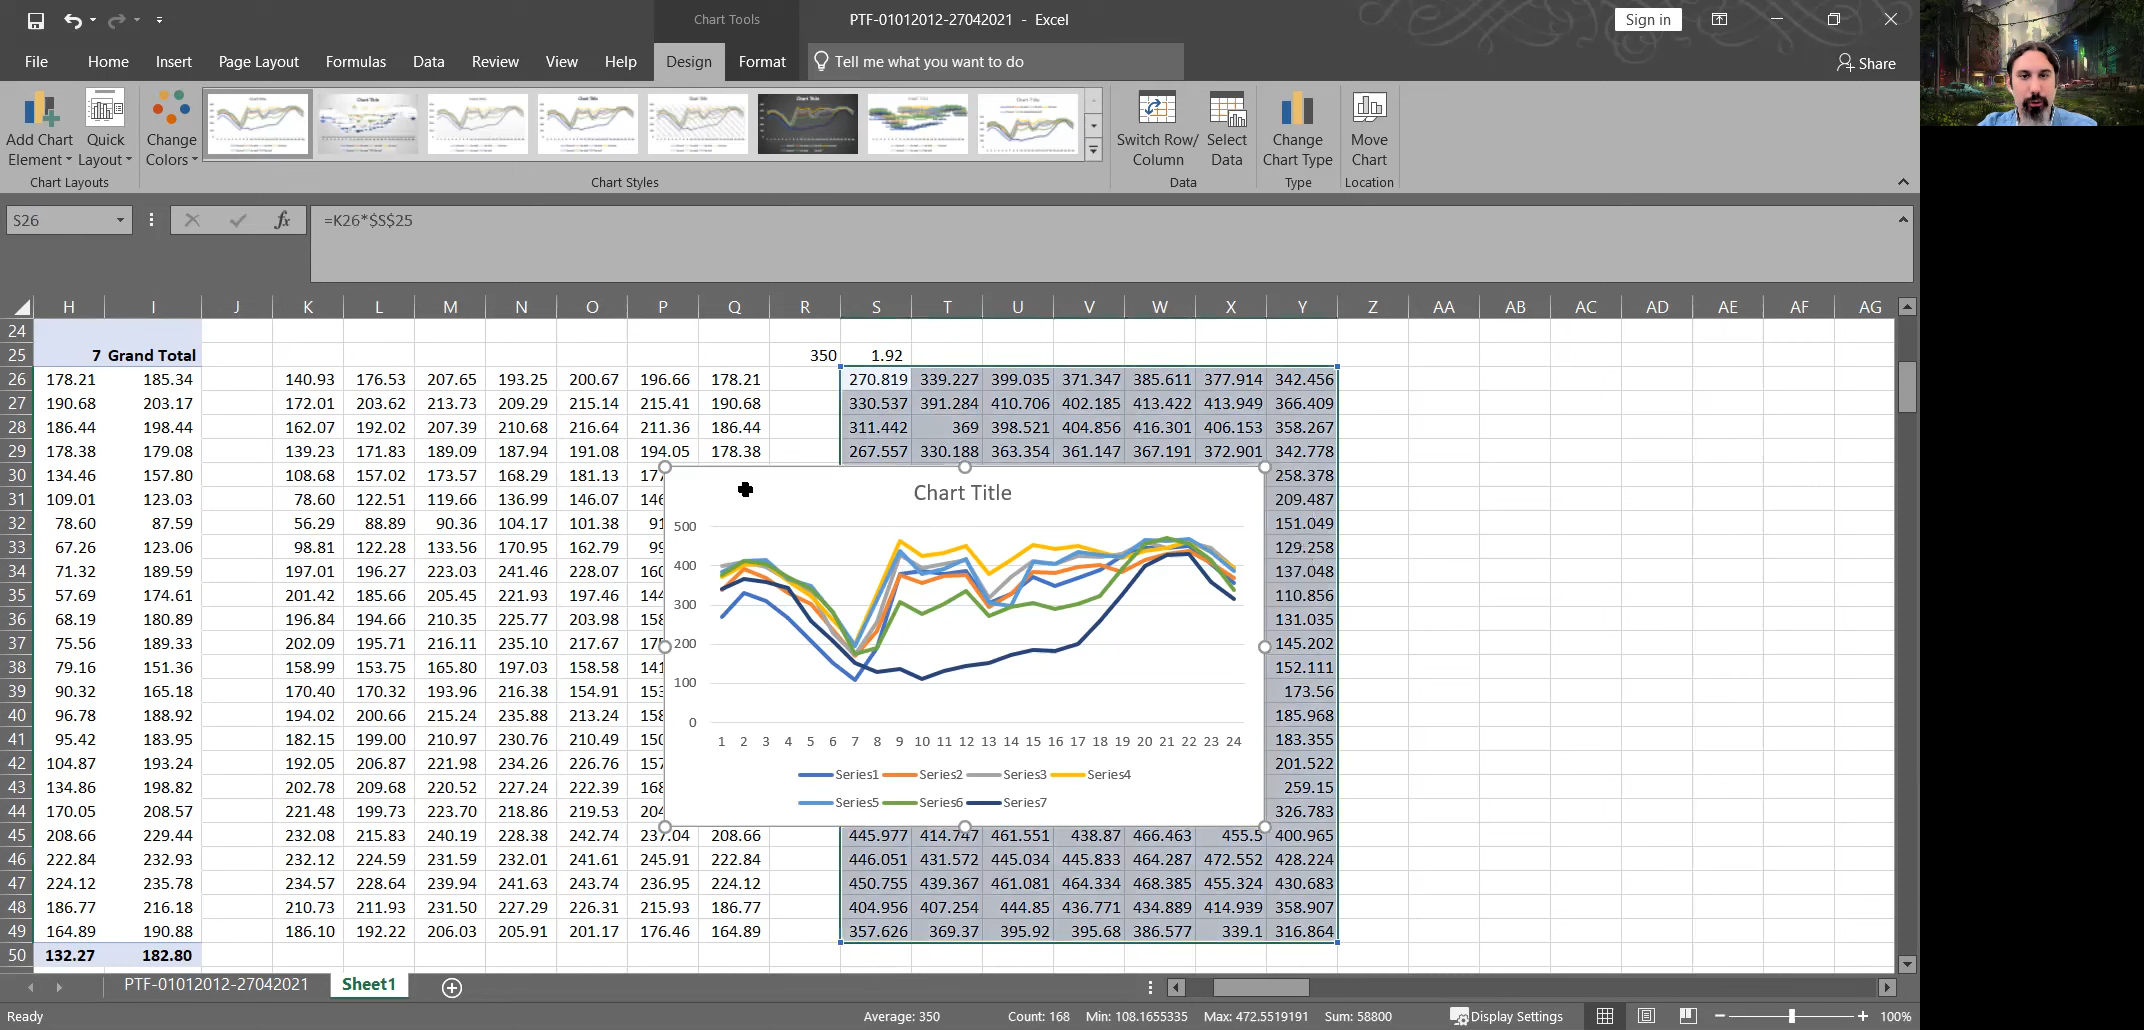 Chart Tools
PTF-01012012-27042021 - Excel
Sign in
File Home Insert Page Layout Formulas Data Review View Help Design Format Tell me what you want to do Share
Add Chart Element Quick Layout Change Colors Switch Row/ Column Select Data Change Chart Type Move Chart
Chart Layouts Chart Styles Data Type Location
S26 fx =K26*$S$25
H I J K L M N O P Q R S T U V W X Y Z AA AB AC AD AE AF AG
24
25 7 Grand Total 350 1.92
26 178.21 185.34 140.93 176.53 207.65 193.25 200.67 196.66 178.21 270.819 339.227 399.035 371.347 385.611 377.914 342.456
27 190.68 203.17 172.01 203.62 213.73 209.29 215.14 215.41 190.68 330.537 391.284 410.706 402.185 413.422 413.949 366.409
28 186.44 198.44 162.07 192.02 207.39 210.68 216.64 211.36 186.44 311.442 369 398.521 404.856 416.301 406.153 358.267
29 178.38 179.08 139.23 171.83 189.09 187.94 191.08 194.05 178.38 267.557 330.188 363.354 361.147 367.191 372.901 342.778
30 134.46 157.80 108.68 157.02 173.57 168.29 181.13 17 258.378
31 109.01 123.03 78.60 122.51 119.66 136.99 146.07 146 209.487
32 78.60 87.59 56.29 88.89 90.36 104.17 101.38 91 151.049
33 67.26 123.06 98.81 122.28 133.56 170.95 162.79 99 129.258
34 71.32 189.59 197.01 196.27 223.03 241.46 228.07 160 137.048
35 57.69 174.61 201.42 185.66 205.45 221.93 197.46 144 110.856
36 68.19 180.89 196.84 194.66 210.35 225.77 203.98 158 131.035
37 75.56 189.33 202.09 195.71 216.11 235.10 217.67 17 145.202
38 79.16 151.36 158.99 153.75 165.80 197.03 158.58 141 152.111
39 90.32 165.18 170.40 170.32 193.96 216.38 154.91 153 173.56
40 96.78 188.92 194.02 200.66 215.24 235.88 213.24 158 185.968
41 95.42 183.95 182.15 199.00 210.97 230.76 210.49 150 183.355
42 104.87 193.24 192.05 206.87 221.98 234.26 226.76 157 201.522
43 134.86 198.82 202.78 209.68 220.52 227.24 222.39 168 259.15
44 170.05 208.57 221.48 199.73 223.70 218.86 219.53 204 326.783
45 208.66 229.44 232.08 215.83 240.19 228.38 242.74 237.04 208.66 445.977 414.747 461.551 438.87 466.463 455.5 400.965
46 222.84 232.93 232.12 224.59 231.59 232.01 241.61 245.91 222.84 446.051 431.572 445.034 445.833 464.287 472.552 428.224
47 224.12 235.78 234.57 228.64 239.94 241.63 243.74 236.95 224.12 450.755 439.367 461.081 464.334 468.385 455.324 430.683
48 186.77 216.18 210.73 211.93 231.50 227.29 226.31 215.93 186.77 404.956 407.254 444.85 436.771 434.889 414.939 358.907
49 164.89 190.88 186.10 192.22 206.03 205.91 201.17 176.46 164.89 357.626 369.37 395.92 395.68 386.577 339.1 316.864
50 132.27 182.80
Chart Title
500
400
300
200
100
0
1 2 3 4 5 6 7 8 9 10 11 12 13 14 15 16 17 18 19 20 21 22 23 24
Series1 Series2 Series3 Series4
Series5 Series6 Series7
PTF-01012012-27042021 Sheet1
Ready Average: 350 Count: 168 Min: 108.1655335 Max: 472.5519191 Sum: 58800 Display Settings 100%